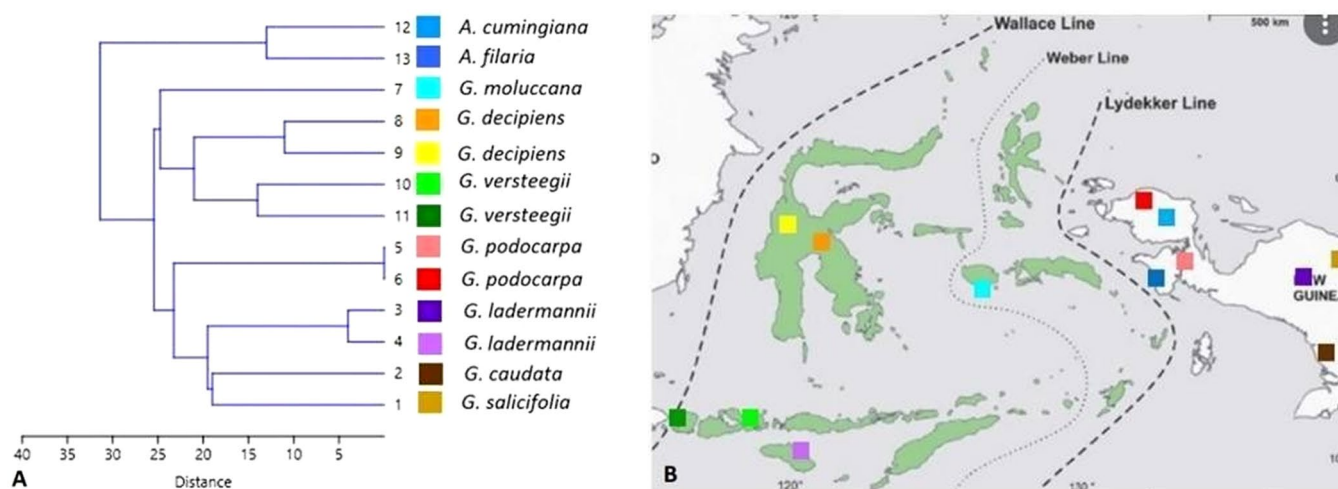 12 A. cumingiana
13 A. filaria
7 G. moluccana
8 G. decipiens
9 G. decipiens
10 G. versteegii
11 G. versteegii
5 G. podocarpa
6 G. podocarpa
3 G. ladermannii
4 G. ladermannii
2 G. caudata
1 G. salicifolia
40 35 30 25 20 15 10 5
A Distance
500 km
Wallace Line
Weber Line
Lydekker Line
O
W
GUINEA
B
120°
130°